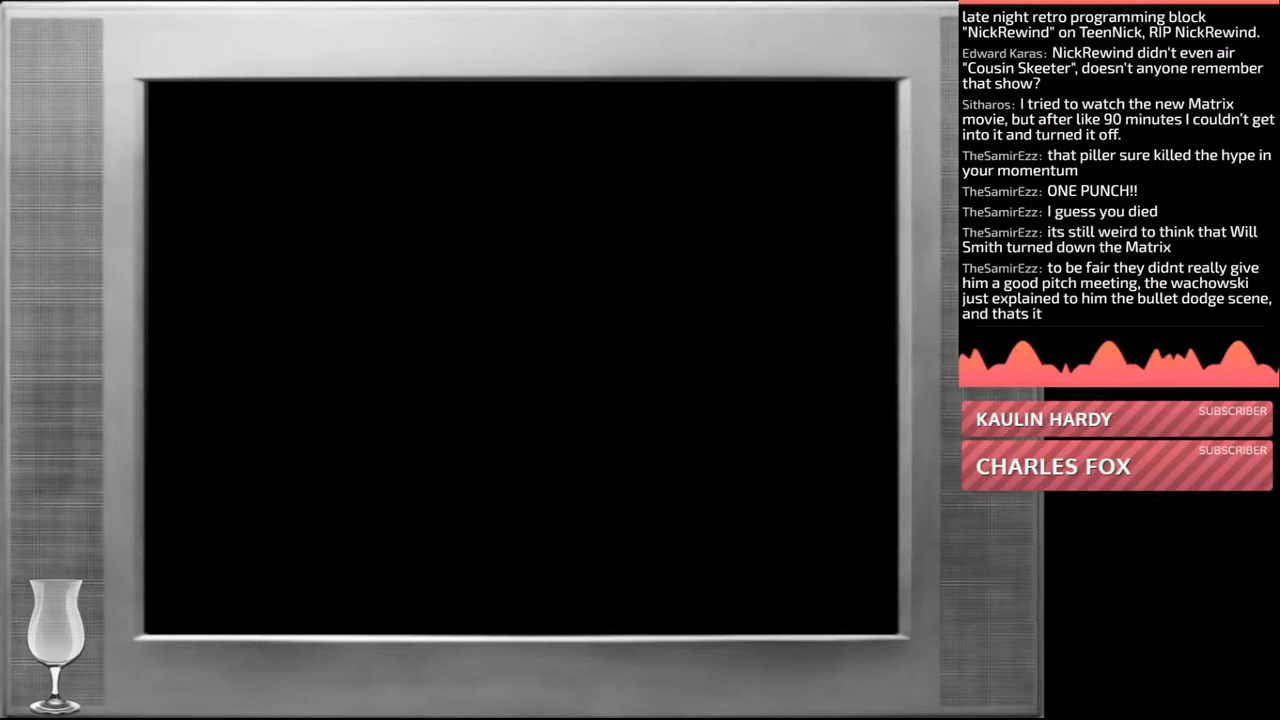 late night retro programming block
"NickRewind" on TeenNick, RIP NickRewind.
Edward Karas: NickRewind didn't even air
"Cousin Skeeter", doesn't anyone remember
that show?
Sitharos: I tried to watch the new Matrix
movie, but after like 90 minutes I couldn't get
into it and turned it off.
TheSamirEzz: that piller sure killed the hype in
your momentum
TheSamirEzz: ONE PUNCH!!
TheSamirEzz: I guess you died
TheSamirEzz: its still weird to think that Will
Smith turned down the Matrix
TheSamirEzz: to be fair they didnt really give
him a good pitch meeting, the wachowski
just explained to him the bullet dodge scene,
and thats it
KAULIN HARDY SUBSCRIBER
CHARLES FOX SUBSCRIBER